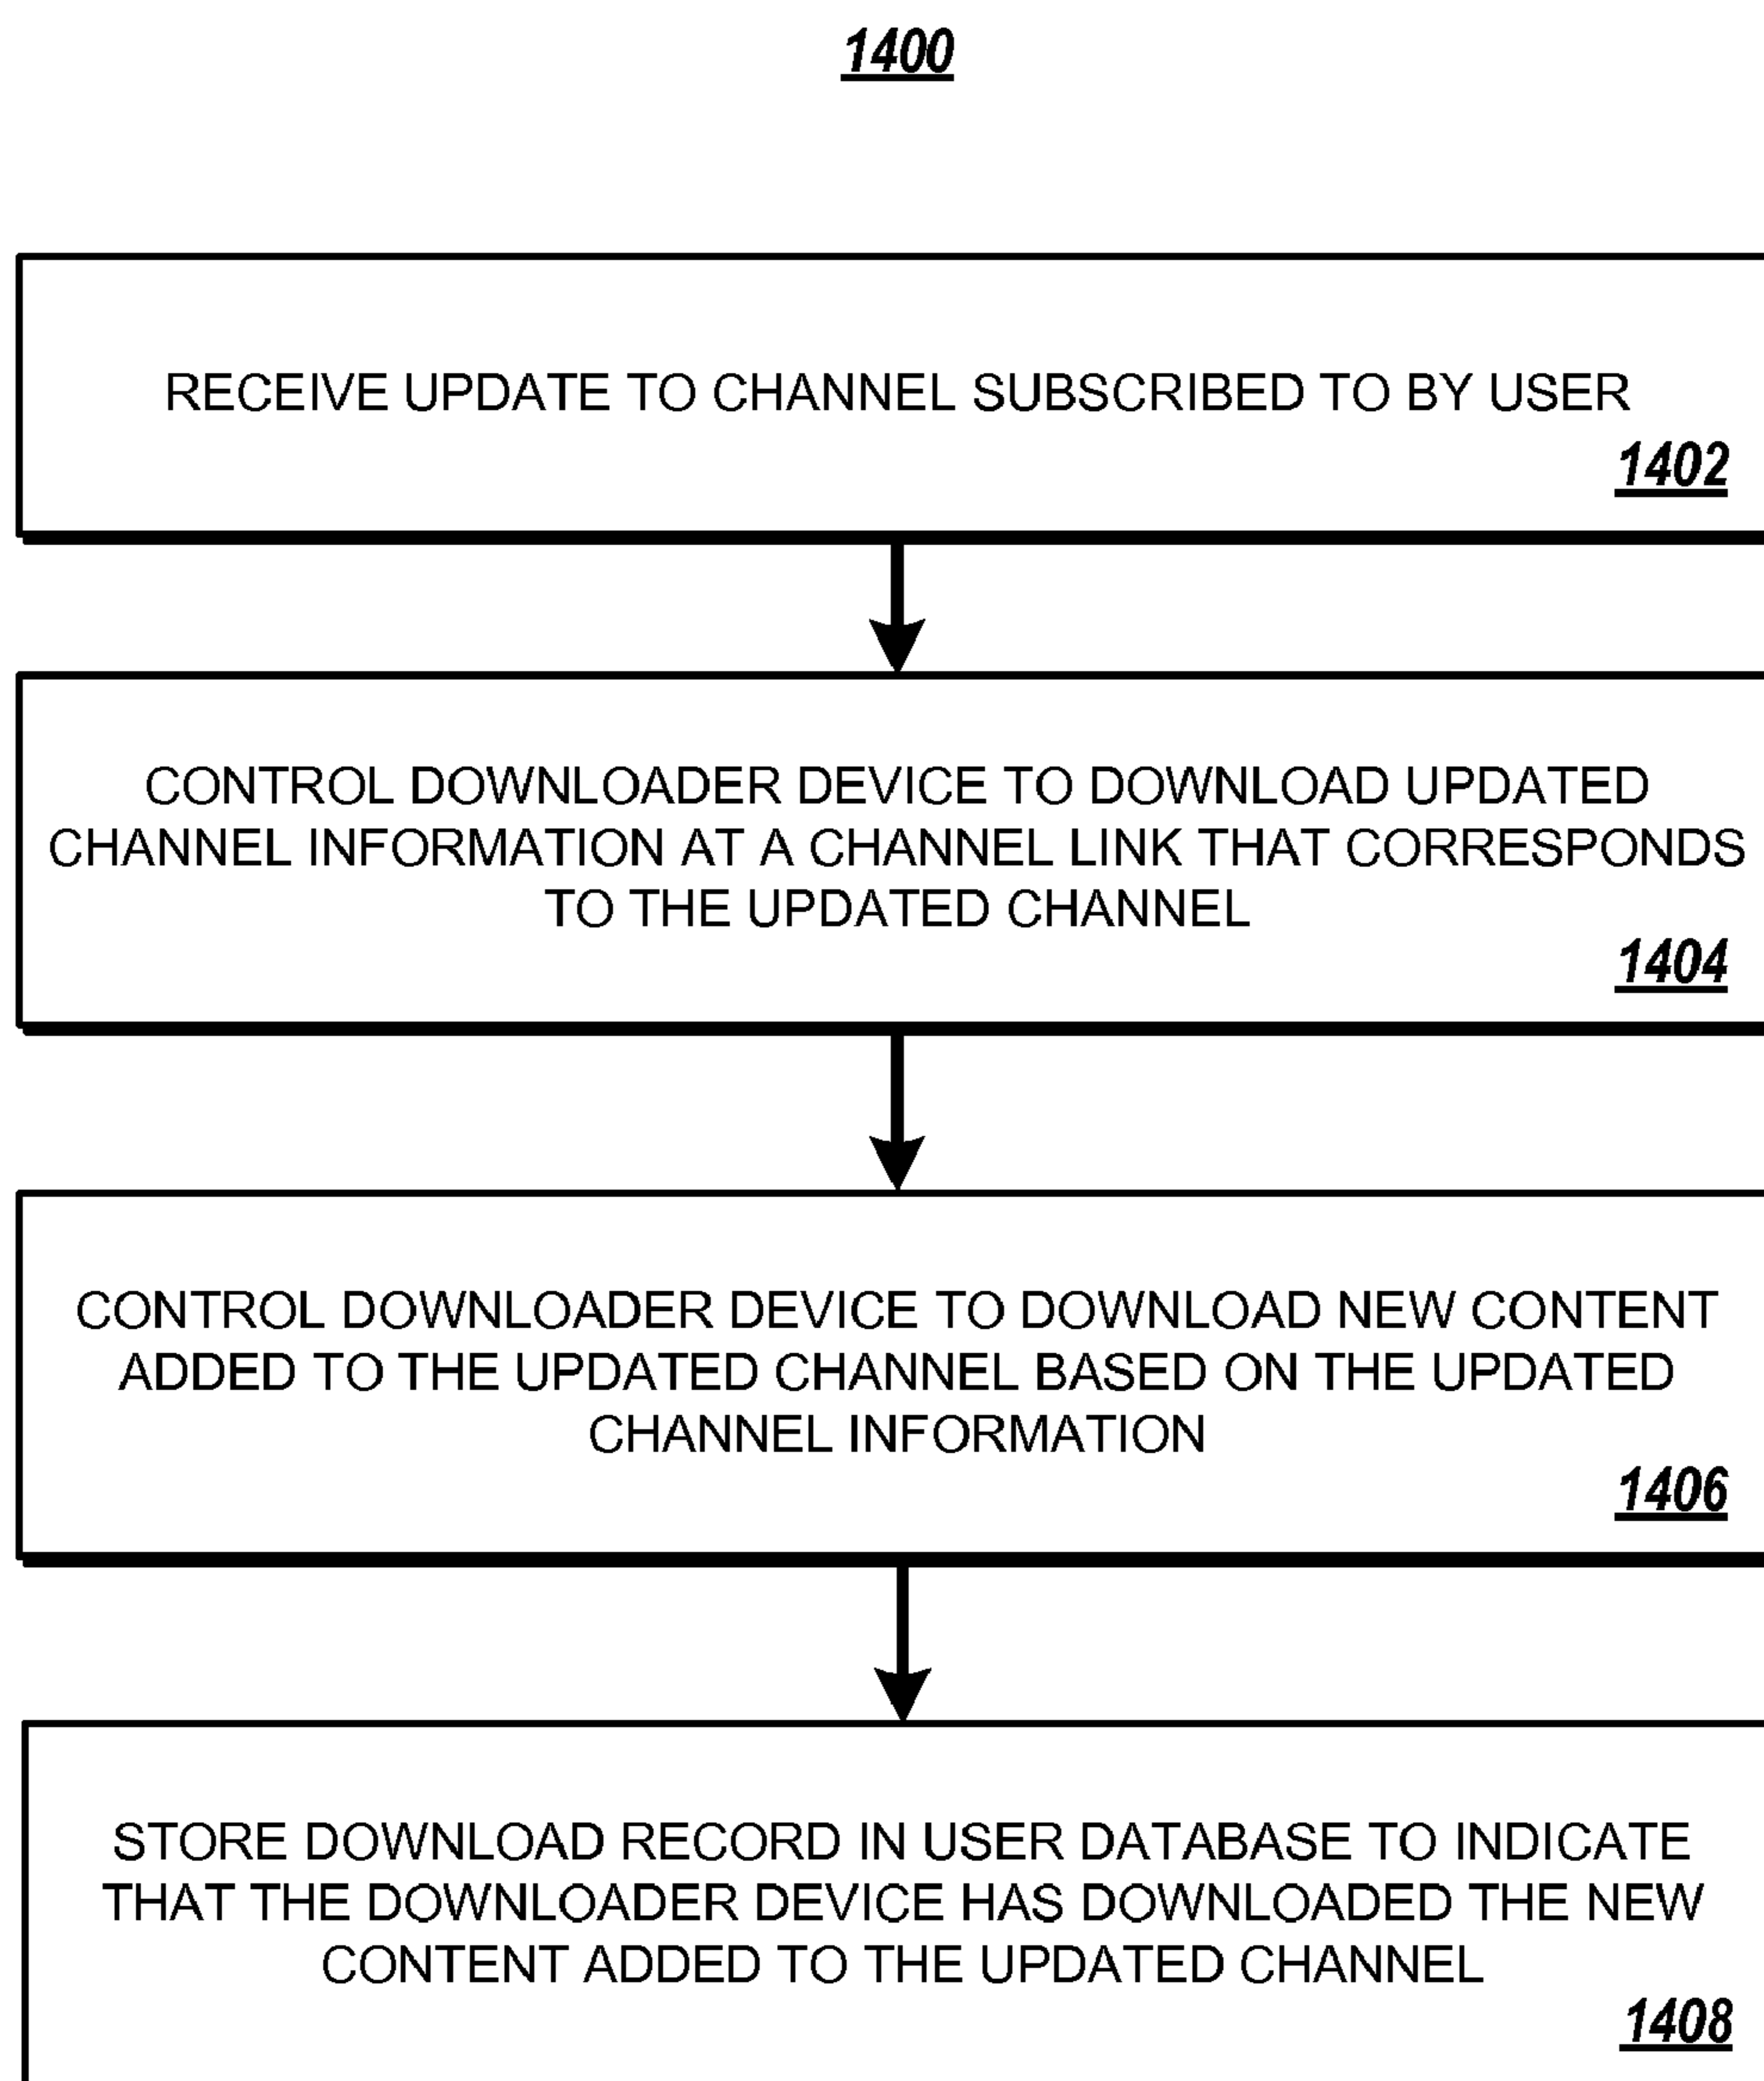 1400
RECEIVE UPDATE TO CHANNEL SUBSCRIBED TO BY USER
1402
CONTROL DOWNLOADER DEVICE TO DOWNLOAD UPDATED
CHANNEL INFORMATION AT A CHANNEL LINK THAT CORRESPONDS
TO THE UPDATED CHANNEL
1404
CONTROL DOWNLOADER DEVICE TO DOWNLOAD NEW CONTENT
ADDED TO THE UPDATED CHANNEL BASED ON THE UPDATED
CHANNEL INFORMATION
1406
STORE DOWNLOAD RECORD IN USER DATABASE TO INDICATE
THAT THE DOWNLOADER DEVICE HAS DOWNLOADED THE NEW
CONTENT ADDED TO THE UPDATED CHANNEL
1408